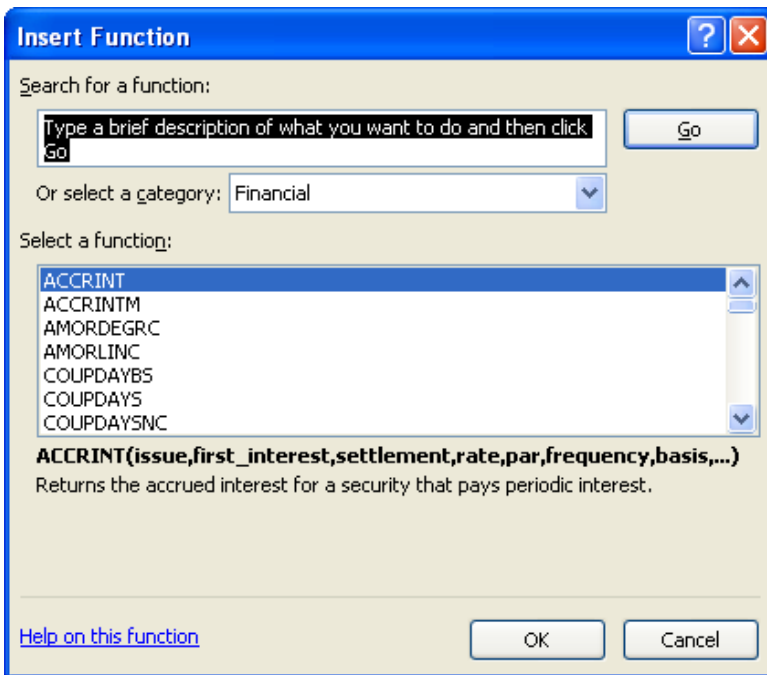 Insert Function
Search for a function:
Type a brief description of what you want to do and then click
Go
Go
Or select a category: Financial
Select a function:
ACCRINT
ACCRINTM
AMORDEGRC
AMORLINC
COUPDAYBS
COUPDAYS
COUPDAYSNC
ACCRINT(issue,first_interest,settlement,rate,par,frequency,basis,...)
Returns the accrued interest for a security that pays periodic interest.
Help on this function
OK
Cancel